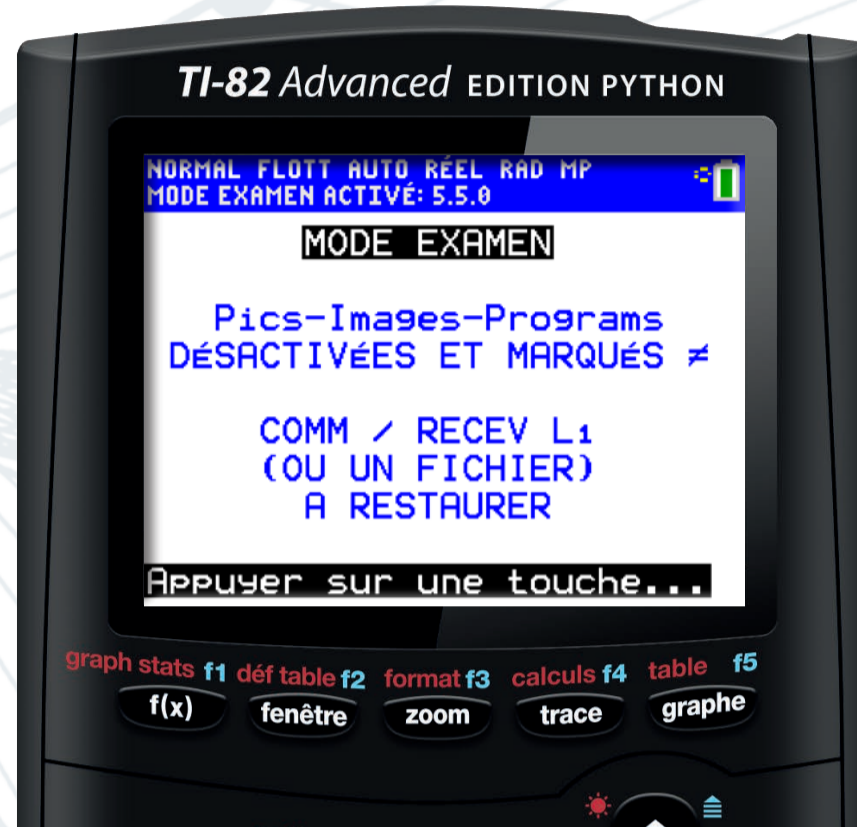 TI-82 Advanced EDITION PYTHON
NORMAL FLOTT AUTO RÉEL RAD MP
MODE EXAMEN ACTIVÉ: 5.5.0
MODE EXAMEN
Pics-Images-Programs
DÉSACTIVÉES ET MARQUÉS ≠
COMM / RECEV L₁
(OU UN FICHIER)
A RESTAURER
Appuyer sur une touche...
graph stats f1 déf table f2 format f3 calculs f4 table f5
f(x) fenêtre zoom trace graphe